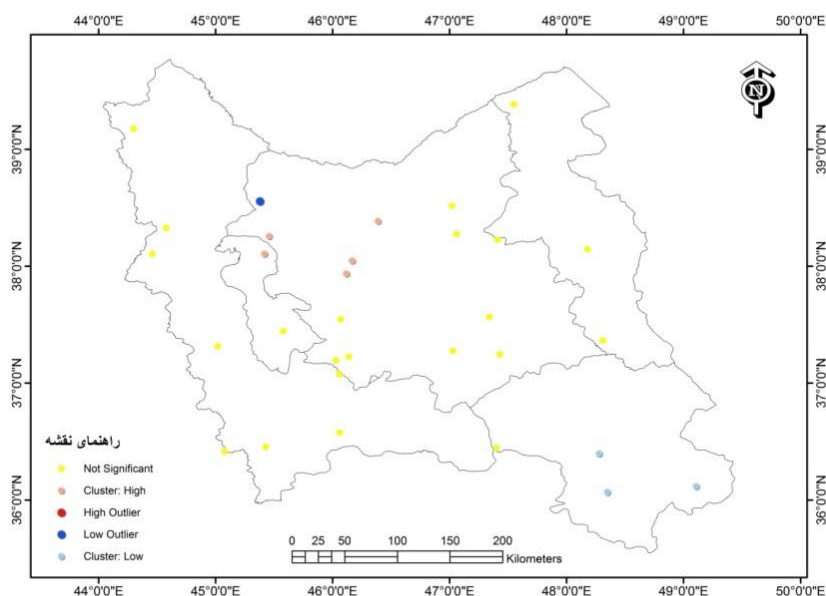 44°0'0"E 45°0'0"E 46°0'0"E 47°0'0"E 48°0'0"E 49°0'0"E 50°0'0"E
N
39°0'0"N 39°0'0"N
38°0'0"N 38°0'0"N
37°0'0"N 37°0'0"N
36°0'0"N 36°0'0"N
راهنمای نقشه
Not Significant
Cluster: High
High Outlier
Low Outlier
Cluster: Low
0 25 50 100 150 200
Kilometers
44°0'0"E 45°0'0"E 46°0'0"E 47°0'0"E 48°0'0"E 49°0'0"E 50°0'0"E